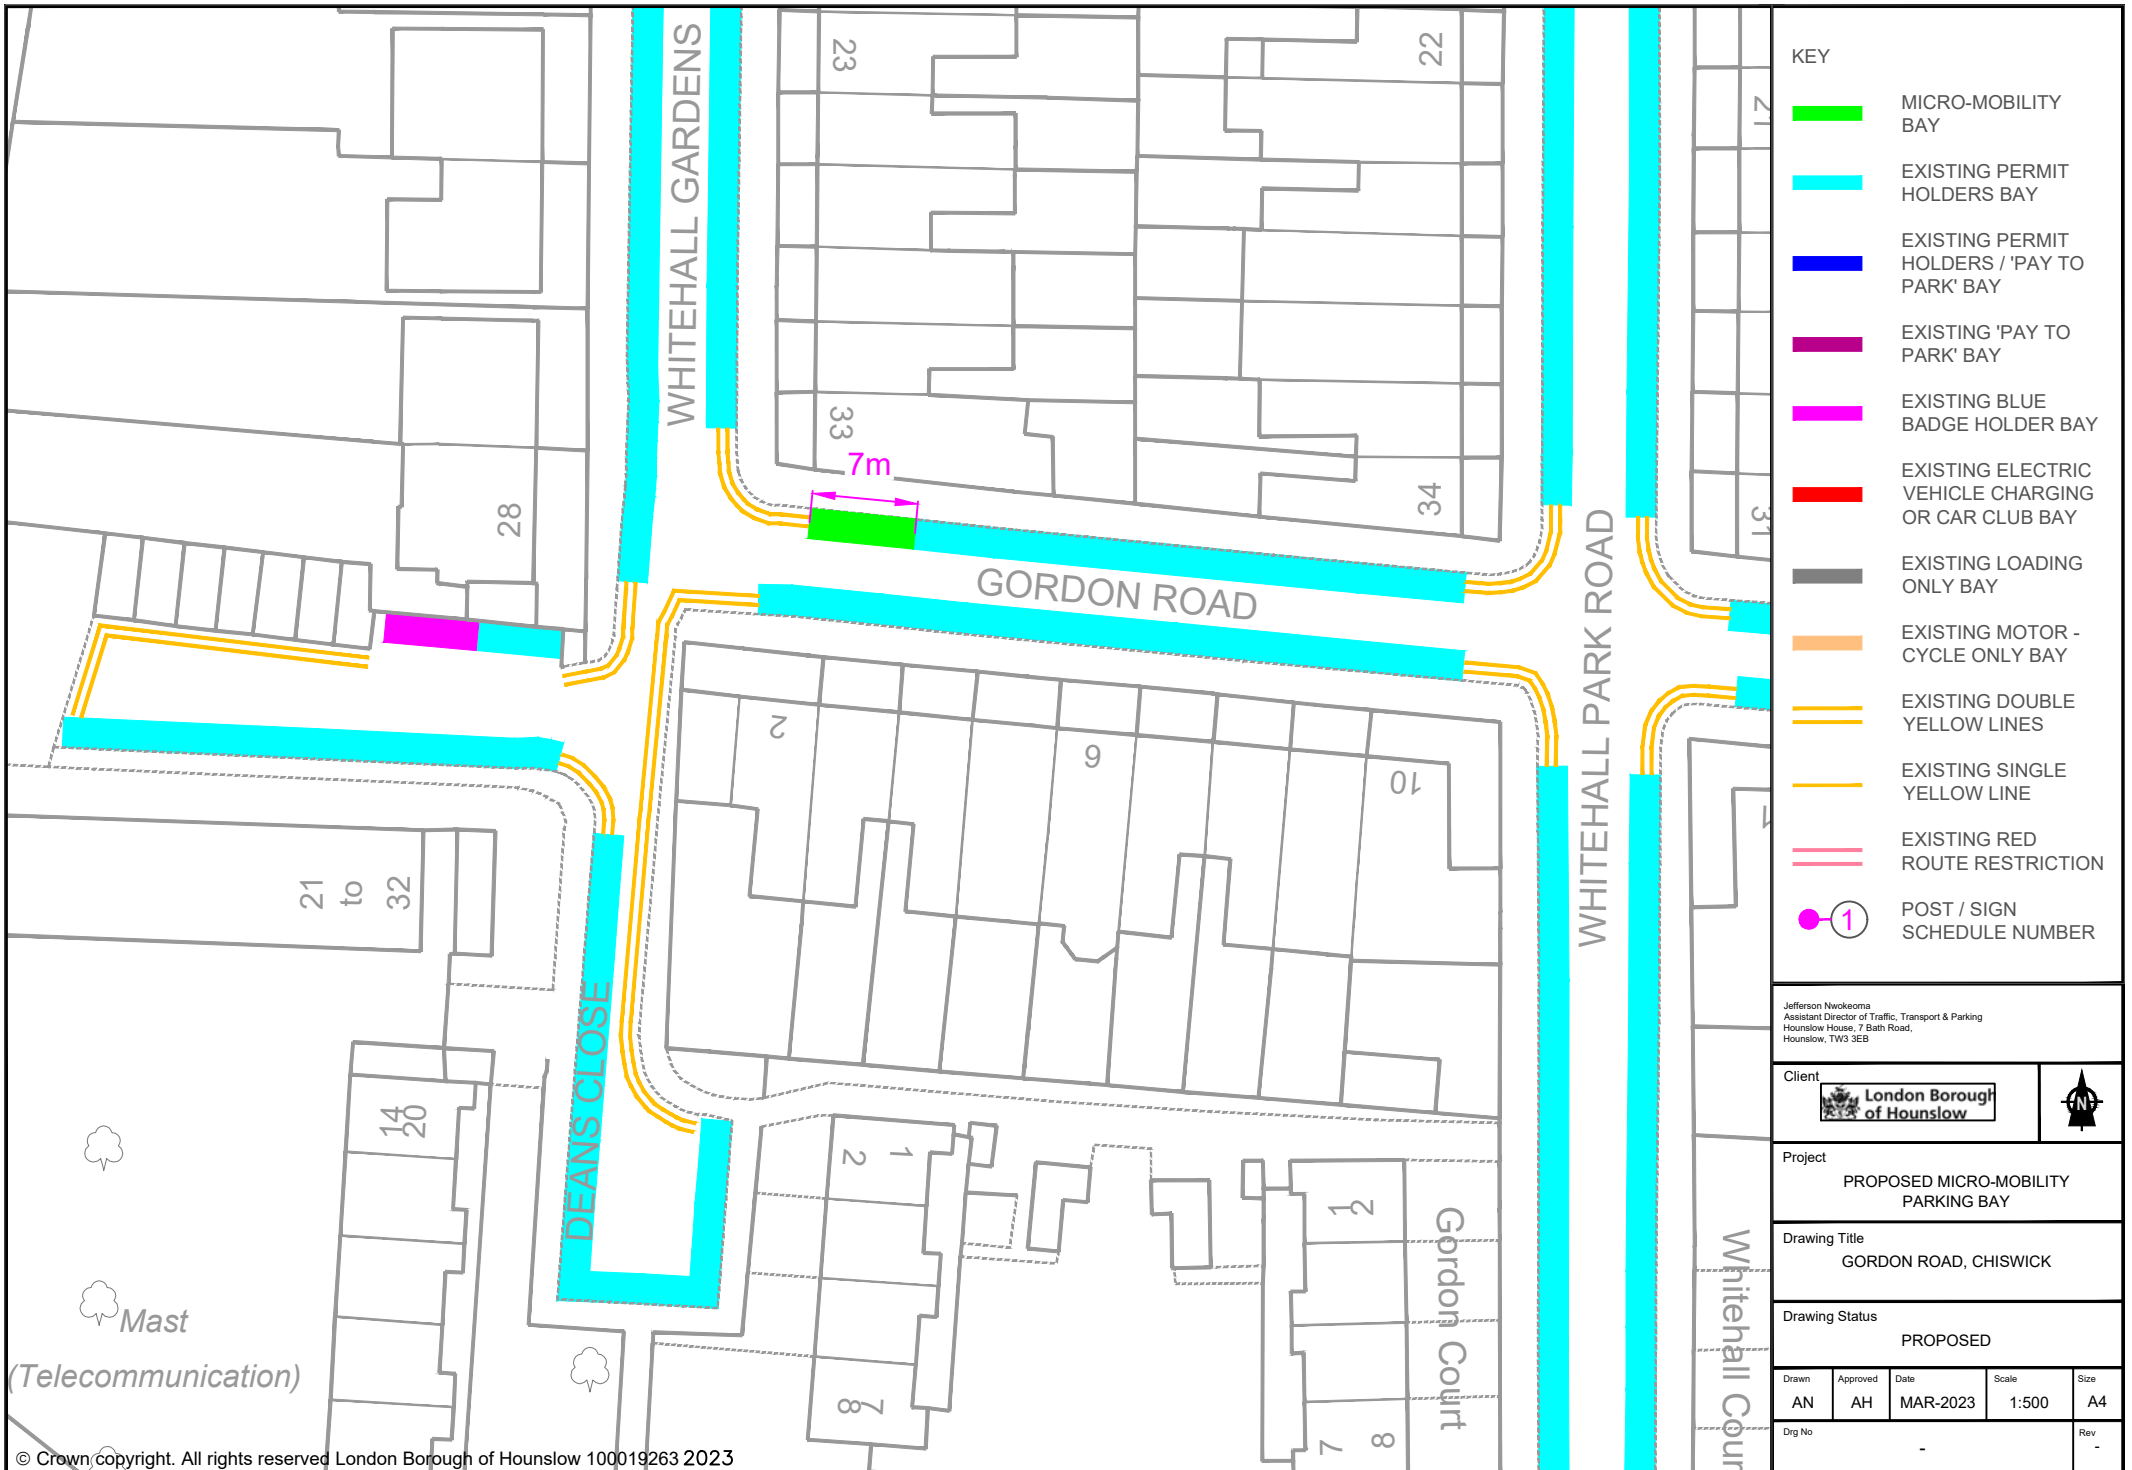 WHITEHALL GARDENS
23
22
21
33
7m
34
31
28
GORDON ROAD
WHITEHALL PARK ROAD
2
6
10
1
21
to
32
DEANS CLOSE
14
20
2
1
1
2
Gordon Court
Whitehall Cour
Mast
(Telecommunication)
8
7
7
8
© Crown copyright. All rights reserved London Borough of Hounslow 100019263 2023
KEY
MICRO-MOBILITY
BAY
EXISTING PERMIT
HOLDERS BAY
EXISTING PERMIT
HOLDERS / 'PAY TO
PARK' BAY
EXISTING 'PAY TO
PARK' BAY
EXISTING BLUE
BADGE HOLDER BAY
EXISTING ELECTRIC
VEHICLE CHARGING
OR CAR CLUB BAY
EXISTING LOADING
ONLY BAY
EXISTING MOTOR -
CYCLE ONLY BAY
EXISTING DOUBLE
YELLOW LINES
EXISTING SINGLE
YELLOW LINE
EXISTING RED
ROUTE RESTRICTION
1
POST / SIGN
SCHEDULE NUMBER
Jefferson Nwokeoma
Assistant Director of Traffic, Transport & Parking
Hounslow House, 7 Bath Road,
Hounslow, TW3 3EB
Client
London Borough
of Hounslow
N
Project
PROPOSED MICRO-MOBILITY
PARKING BAY
Drawing Title
GORDON ROAD, CHISWICK
Drawing Status
PROPOSED
Drawn
AN
Approved
AH
Date
MAR-2023
Scale
1:500
Size
A4
Drg No
-
Rev
-